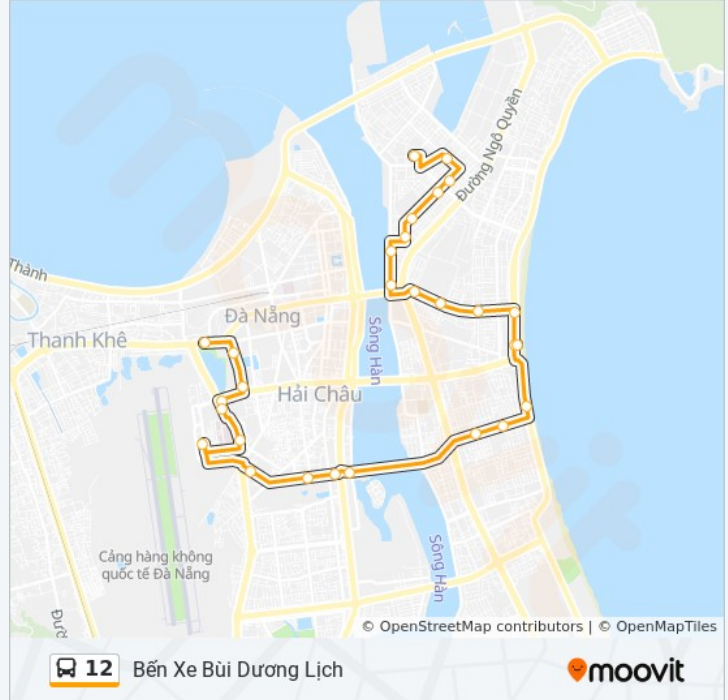 Đường Ngô Quyền
Thành
Đà Nẵng
Thanh Khê
Sông Hàn
Hải Châu
Cảng hàng không
quốc tế Đà Nẵng
Sông Hàn
Đườ
© OpenStreetMap contributors | © OpenMapTiles
12 Bến Xe Bùi Dương Lịch
moovit